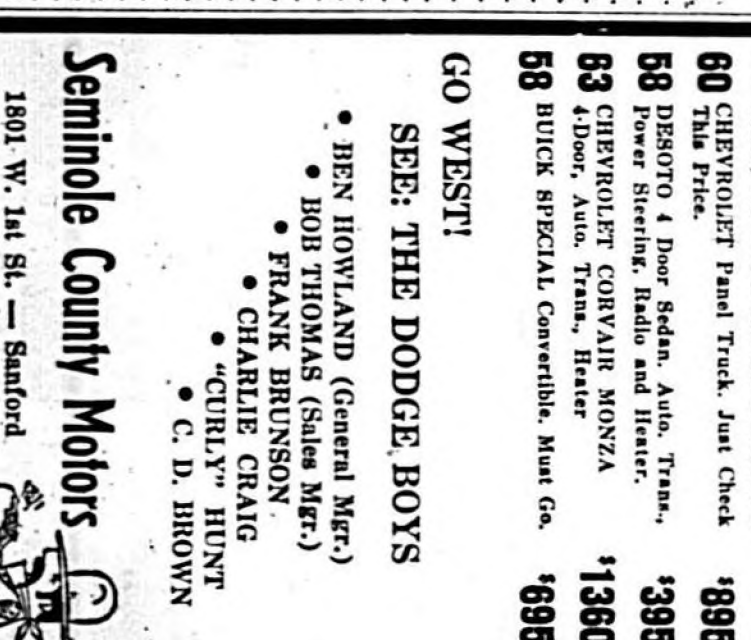 60 CHEVROLET Panel Truck. Just Check
This Price. $895
58 DESOTO 4 Door Sedan. Auto. Trans.,
Power Steering. Radio and Heater. $395
63 CHEVROLET CORVAIR MONZA
4-Door, Auto. Trans., Heater $1360
58 BUICK SPECIAL Convertible. Must Go. $695
GO WEST!
SEE: THE DODGE BOYS
• BEN HOWLAND (General Mgr.)
• BOB THOMAS (Sales Mgr.)
• FRANK BRUNSON
• CHARLIE CRAIG
• "CURLY" HUNT
• C. D. BROWN
Seminole County Motors
1801 W. 1st St. — Sanford